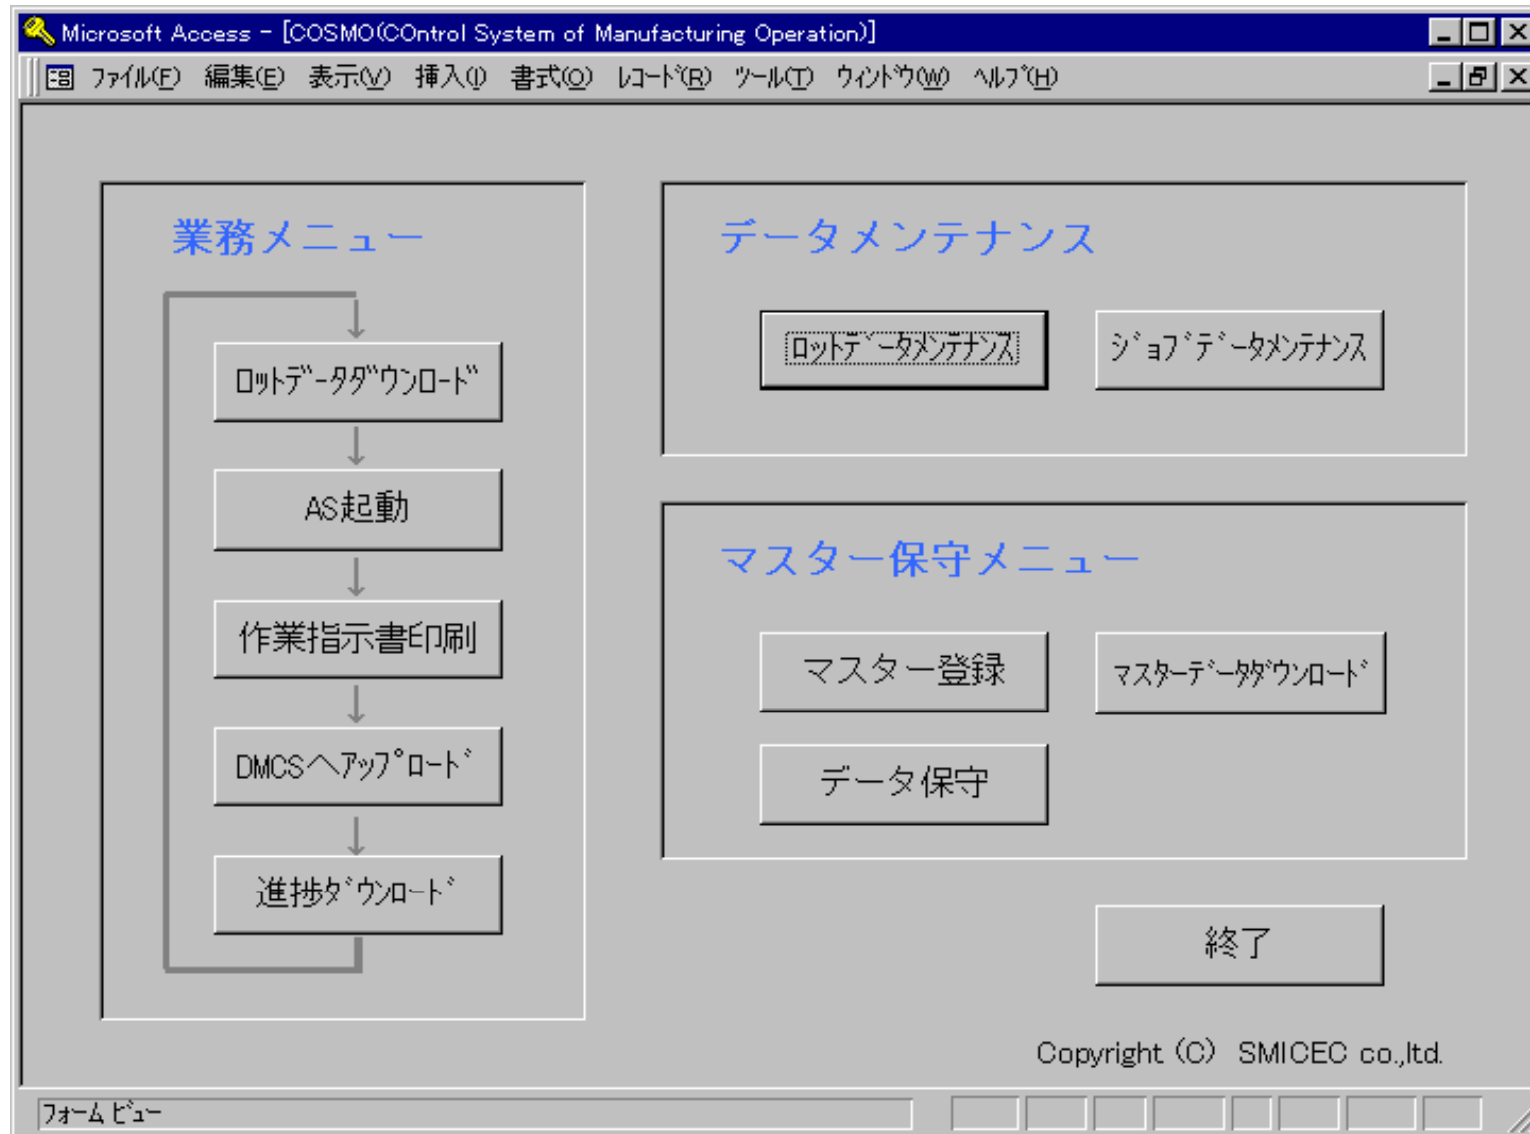 Microsoft Access - [COSMO(COntrol System of Manufacturing Operation)]
ﾌｧｲﾙ(F) 編集(E) 表示(V) 挿入(I) 書式(O) ﾚｺｰﾄﾞ(R) ﾂｰﾙ(T) ｳｨﾝﾄﾞｳ(W) ﾍﾙﾌﾟ(H)
業務メニュー
ﾛｯﾄﾃﾞｰﾀﾀﾞｳﾝﾛｰﾄﾞ
AS起動
作業指示書印刷
DMCSへｱｯﾌﾟﾛｰﾄﾞ
進捗ﾀﾞｳﾝﾛｰﾄﾞ
データメンテナンス
ﾛｯﾄﾃﾞｰﾀﾒﾝﾃﾅﾝｽ
ｼﾞｮﾌﾞﾃﾞｰﾀﾒﾝﾃﾅﾝｽ
マスター保守メニュー
マスター登録
ﾏｽﾀｰﾃﾞｰﾀﾀﾞｳﾝﾛｰﾄﾞ
データ保守
終了
Copyright (C) SMICEC co.,ltd.
ﾌｫｰﾑ ﾋﾞｭｰ